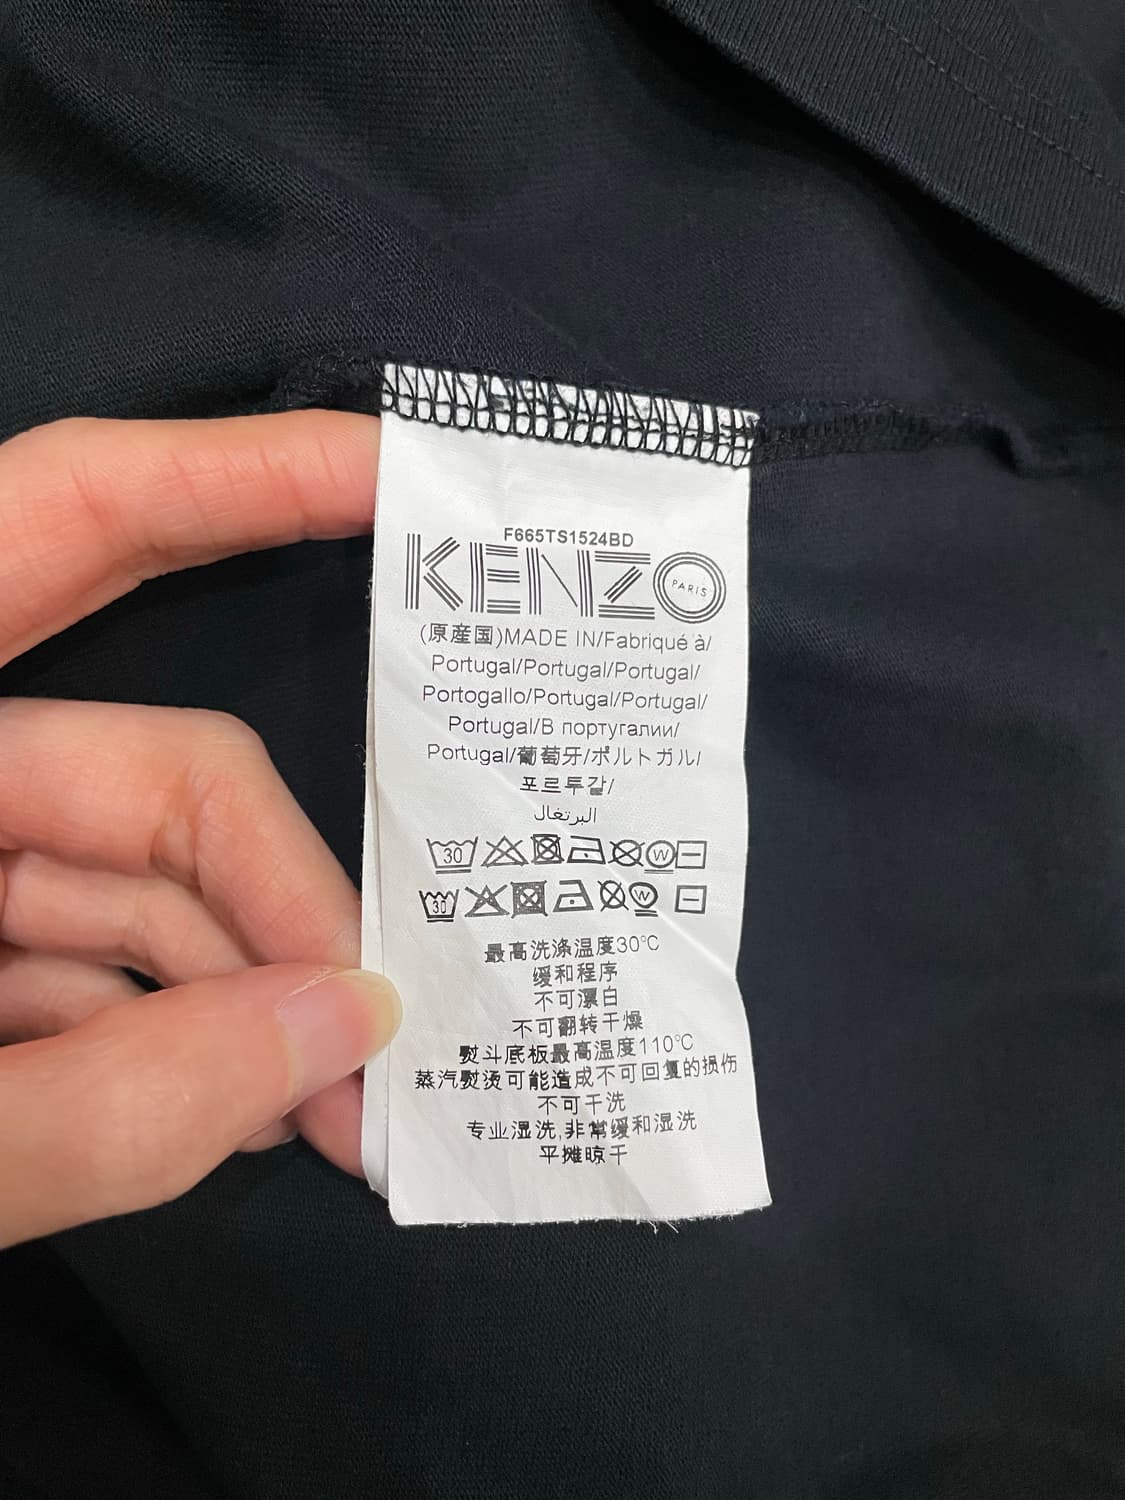 F665TS1524BD
KENZO PARIS
(原産国)MADE IN/Fabriqué à/
Portugal/Portugal/Portugal/
Portogallo/Portugal/Portugal/
Portugal/В португалии/
Portugal/葡萄牙/ポルトガル/
포르투갈/
البرتغال
30 W
30 W
最高洗涤温度30°C
缓和程序
不可漂白
不可翻转干燥
熨斗底板最高温度110°C
蒸汽熨烫可能造成不可回复的损伤
不可干洗
专业湿洗,非常缓和湿洗
平摊晾干